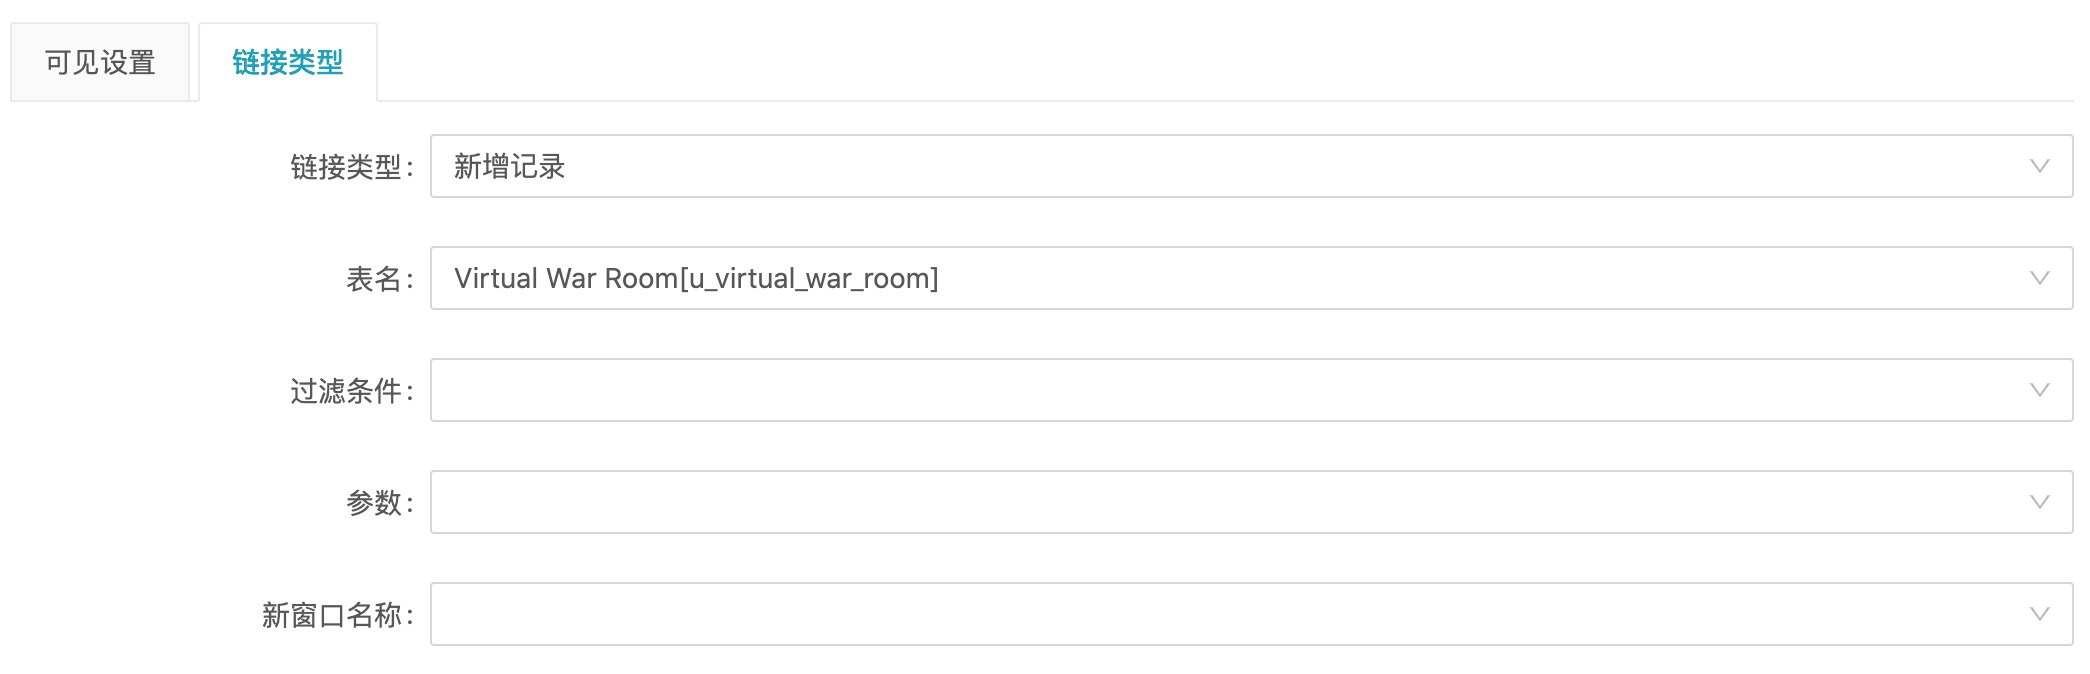 可见设置 链接类型
链接类型: 新增记录
表名: Virtual War Room[u_virtual_war_room]
过滤条件:
参数:
新窗口名称: